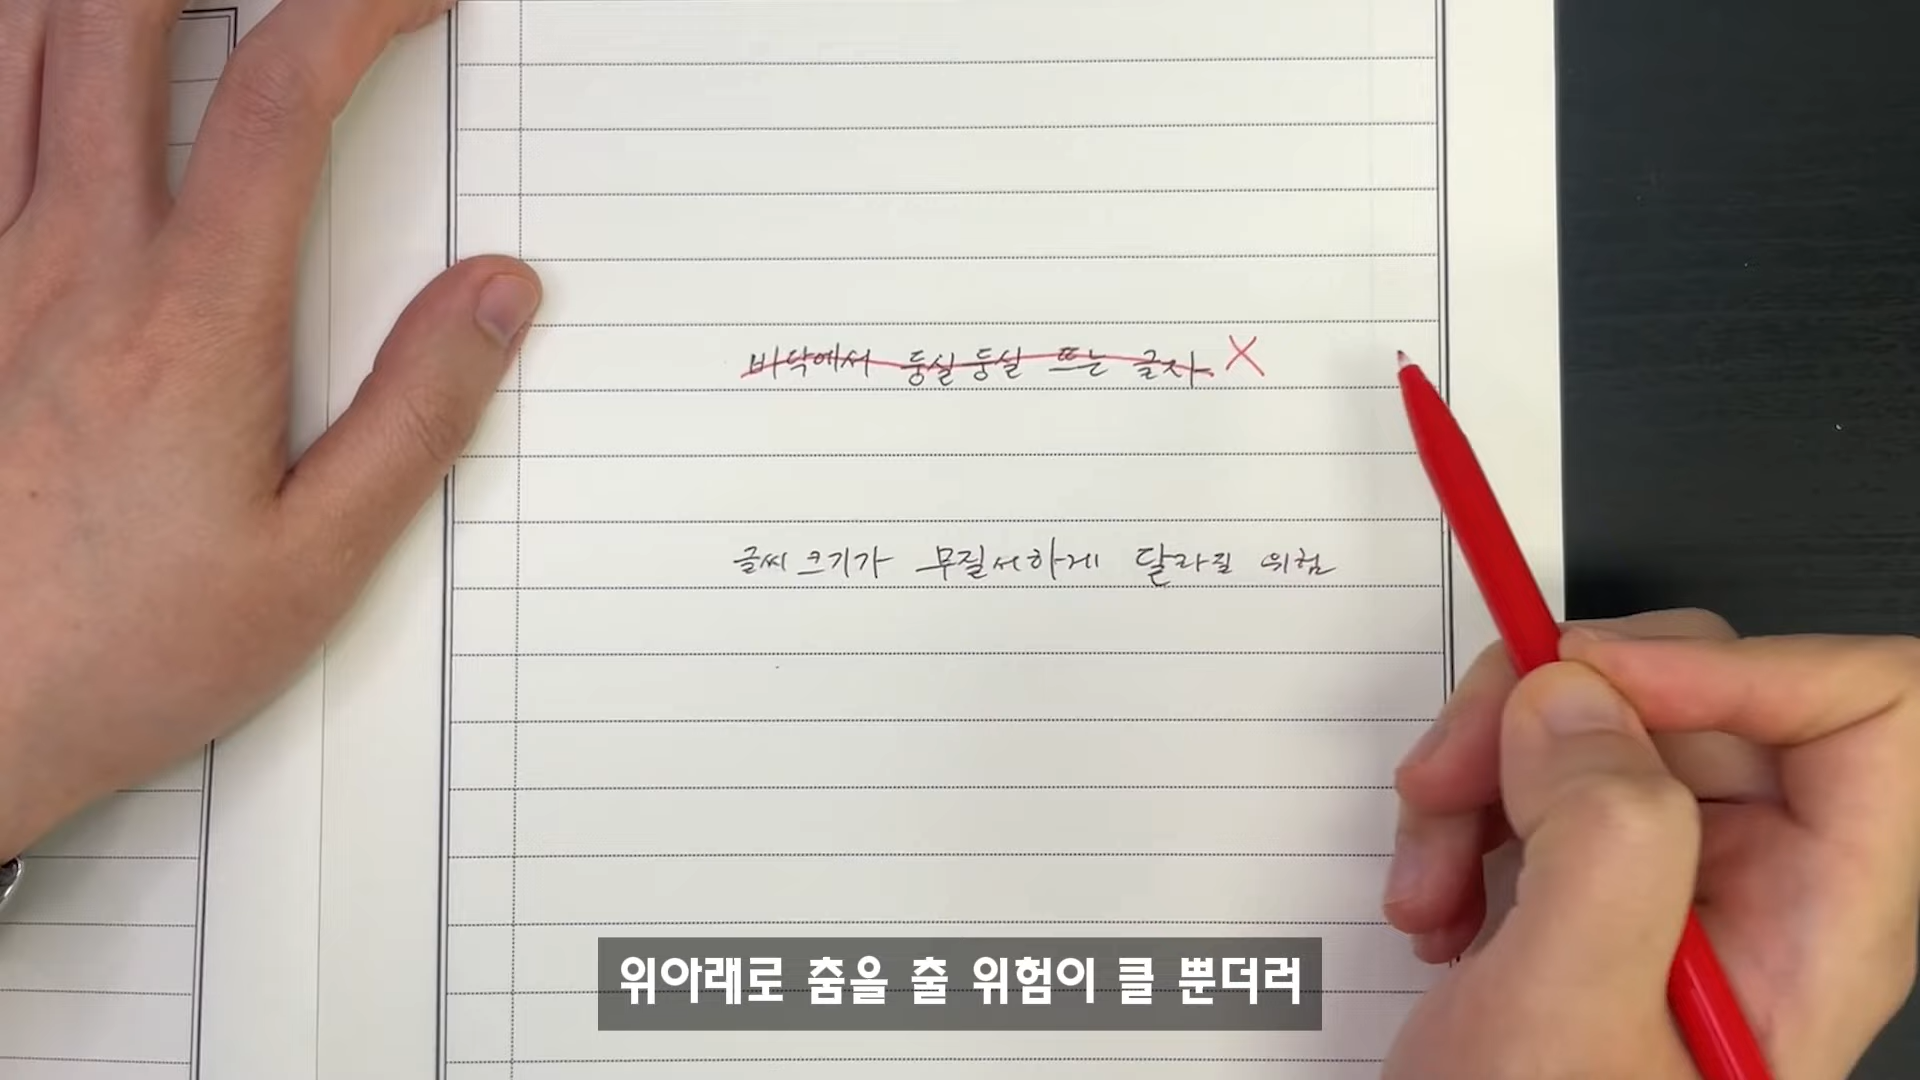 바닥에서 둥실둥실 뜨는 글자 X
글씨 크기가 무질서하게 달라질 위험
위아래로 춤을 출 위험이 클 뿐더러